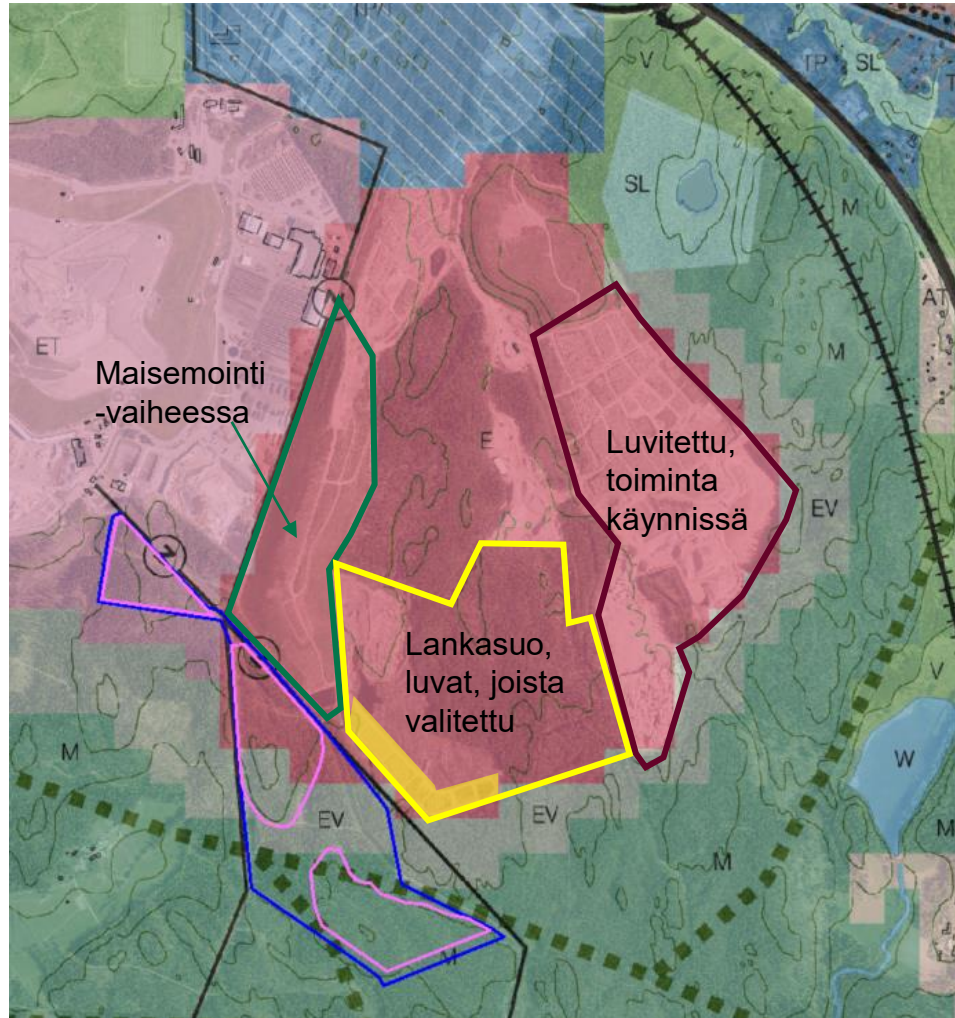 V
TP
SL
SL
M
ET
AT
Maisemointi
-vaiheessa
M
E
Luvitettu,
toiminta
käynnissä
EV
Lankasuo,
luvat, joista
valitettu
V
M
W
EV
EV
M
M
M